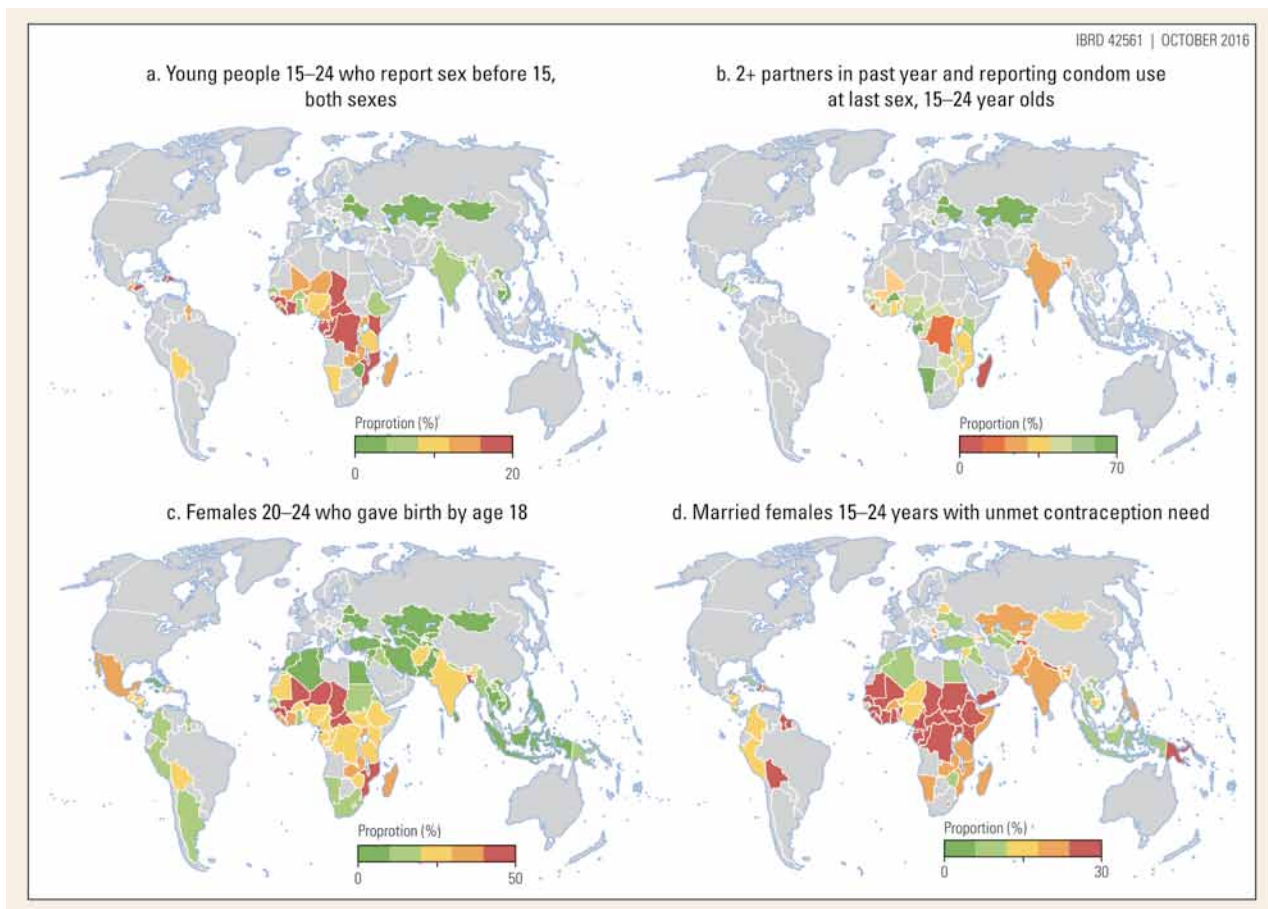 IBRD 42561 | OCTOBER 2016
a. Young people 15–24 who report sex before 15,
both sexes
b. 2+ partners in past year and reporting condom use
at last sex, 15–24 year olds
Proprotion (%)
0 20
Proportion (%)
0 70
c. Females 20–24 who gave birth by age 18
d. Married females 15–24 years with unmet contraception need
Proprotion (%)
0 50
Proportion (%)
0 30